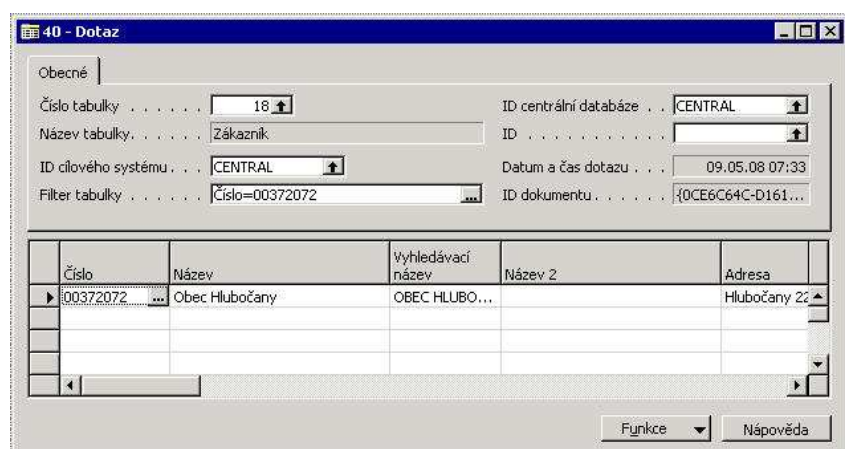 40 - Dotaz
Obecné
Číslo tabulky . . . . . . 18
ID centrální databáze . . CENTRAL
Název tabulky. . . . . . Zákazník
ID . . . . . . . . . . .
ID cílového systému . . . CENTRAL
Datum a čas dotazu . . . 09.05.08 07:33
Filter tabulky . . . . . . Číslo=00372072 ...
ID dokumentu . . . . . . {0CE6C64C-D161...
Číslo Název Vyhledávací název Název 2 Adresa
00372072 ... Obec Hlubočany OBEC HLUBO... Hlubočany 22
Funkce Nápověda